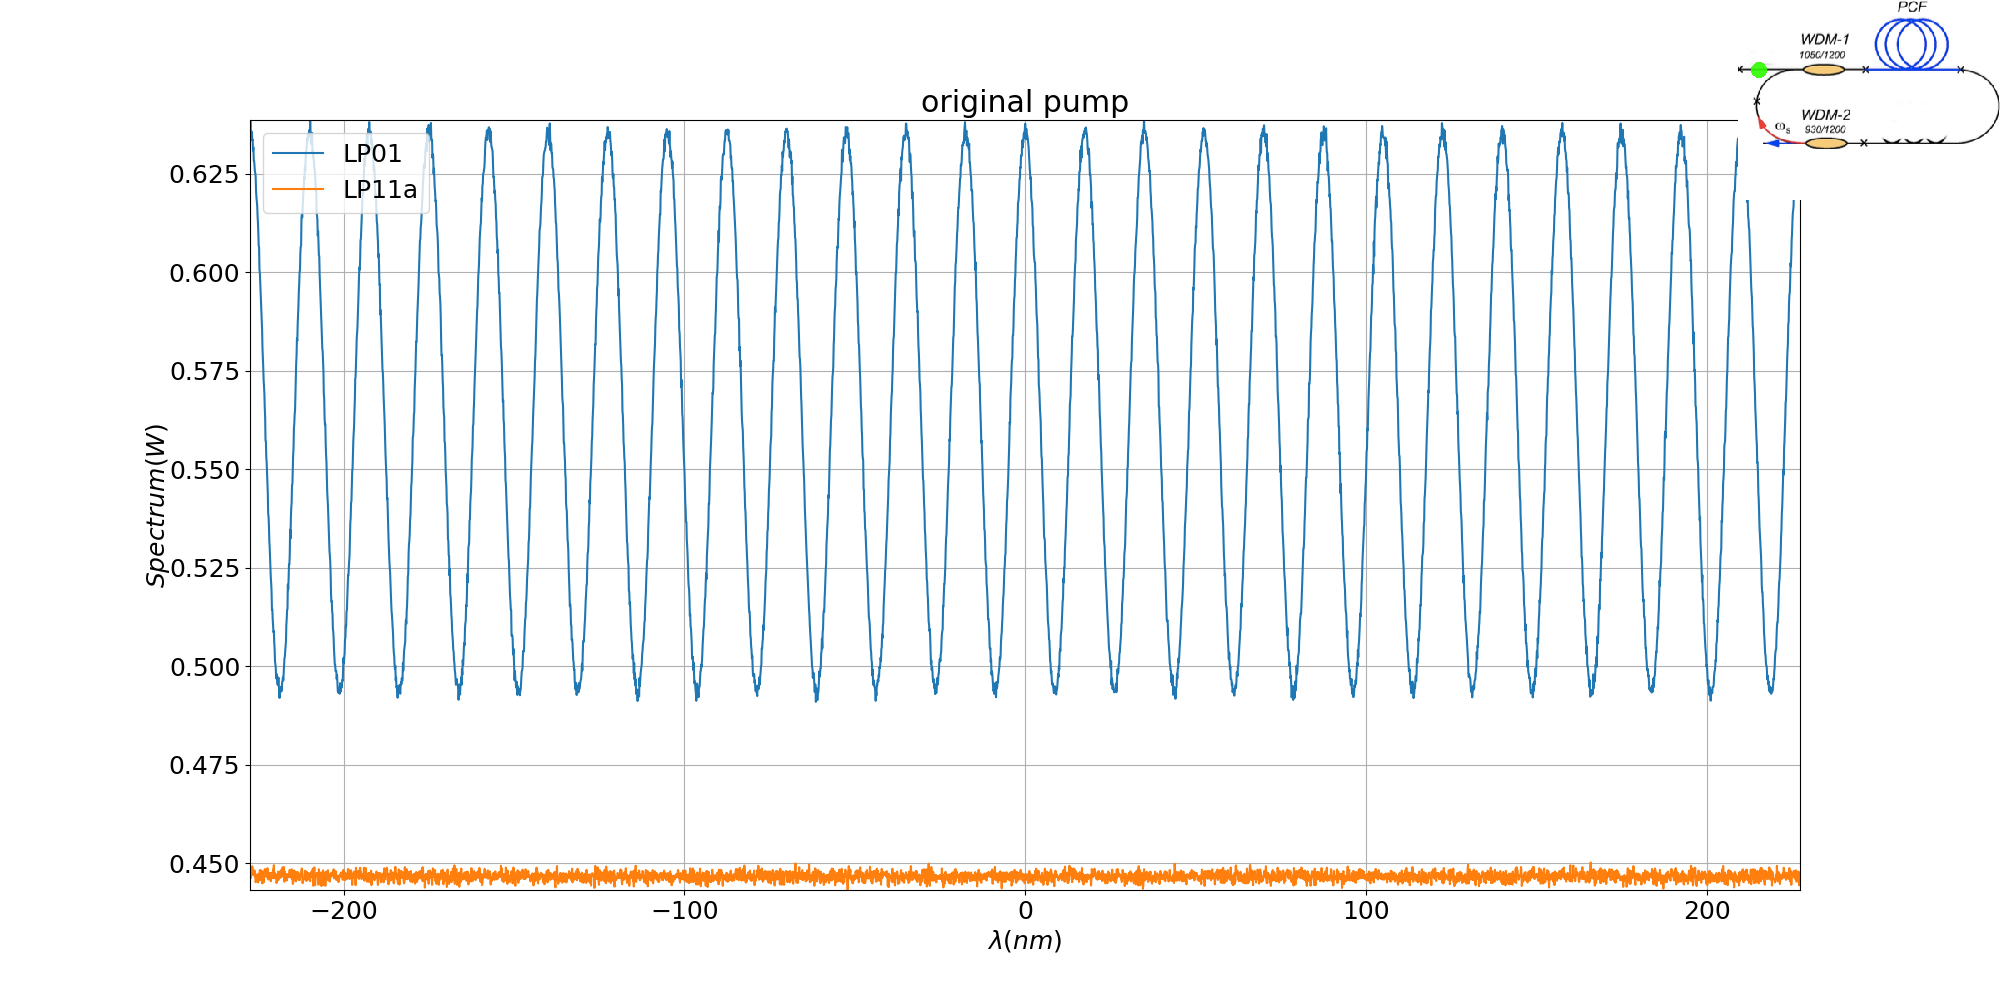 PCF
WDM-1
1050/1200
WDM-2
930/1200
ωs
original pump
LP01
LP11a
0.625
0.600
0.575
0.550
0.525
0.500
0.475
0.450
Spectrum(W)
−200
−100
0
100
200
λ(nm)